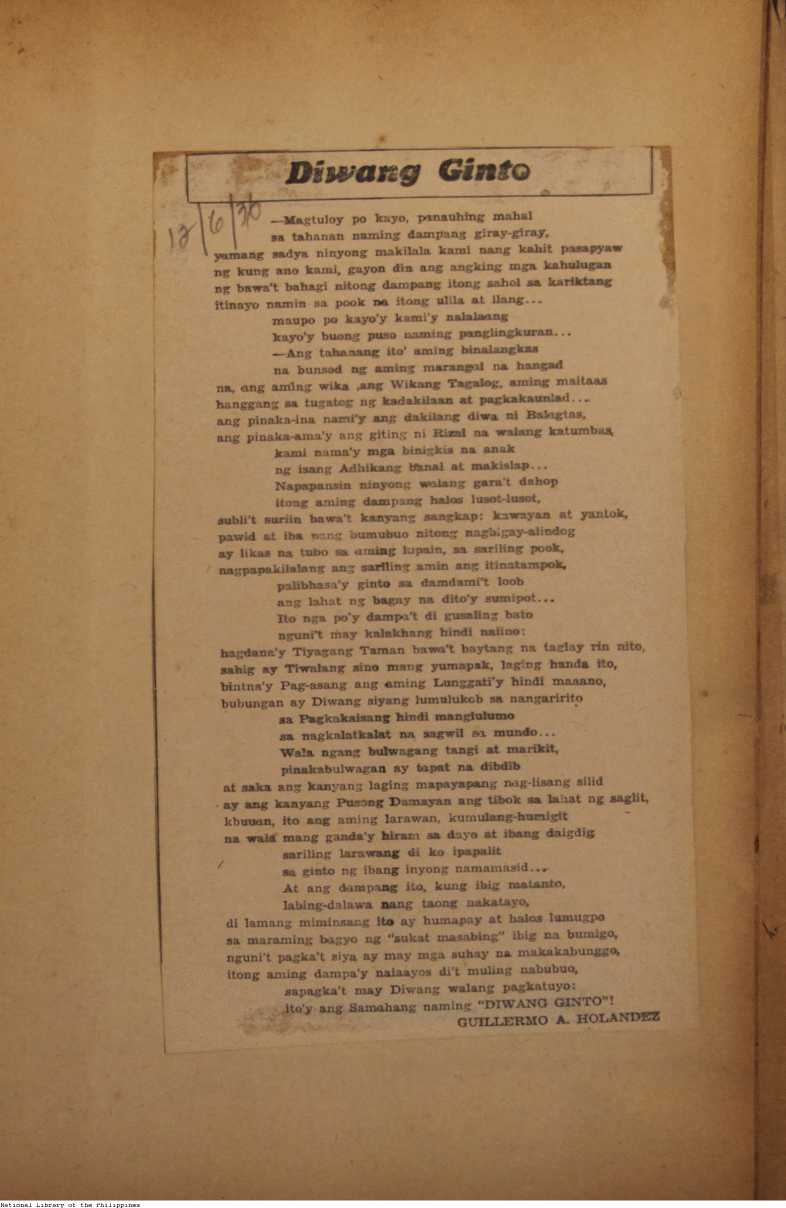 Diwang Ginto
12/6/30
—Magtuloy po kayo, panauhing mahal
sa tahanan naming dampang giray-giray,
yamang sadya ninyong makilala kami nang kahit pasapyaw
ng kung ano kami, gayon din ang angking mga kahulugan
ng bawa't bahagi nitong dampang itong sahol sa kariktang
itinayo namin sa pook na itong ulila at ilang...
maupo po kayo'y kami'y nalalaang
kayo'y buong puso naming panglingkuran...
—Ang tahanang ito' aming binalangkas
na bunsod ng aming marangal na hangad
na, ang aming wika ,ang Wikang Tagalog, aming maitaas
hanggang sa tugatog ng kadakilaan at pagkakaunlad...
ang pinaka-ina nami'y ang dakilang diwa ni Balagtas,
ang pinaka-ama'y ang giting ni Rizal na walang katumbas,
kami nama'y mga binigkis na anak
ng isang Adhikang banal at makislap...
Napapansin ninyong walang gara't dahop
itong aming dampang halos lusot-lusot,
subli't suriin bawa't kanyang sangkap: kawayan at yantok,
pawid at iba pang bumubuo nitong nagbigay-alindog
ay likas na tubo sa aming lupain, sa sariling pook,
nagpapakilalang ang sariling amin ang itinatampok,
palibhasa'y ginto sa damdami't loob
ang lahat ng bagay na dito'y sumipot...
Ito nga po'y dampa't di gusaling bato
nguni't may kalakhang hindi naiino:
hagdana'y Tiyagang Taman bawa't baytang na taglay rin nito,
sahig ay Tiwalang sino mang yumapak, laging handa ito,
bintna'y Pag-asang ang aming Lunggati'y hindi maaano,
bubungan ay Diwang siyang lumulukob sa nangaririto
sa Pagkakaisang hindi manglulumo
sa nagkalatkalat na sagwil sa mundo...
Wala ngang bulwagang tangi at marikit,
pinakabulwagan ay tapat na dibdib
at saka ang kanyang laging mapayapang nag-iisang silid
ay ang kanyang Pusong Damayan ang tibok sa lahat ng saglit,
kbuuan, ito ang aming larawan, kumulang-humigit
na wala mang ganda'y hiram sa dayo at ibang daigdig
sariling larawang di ko ipapalit
sa ginto ng ibang inyong namamasid...
At ang dampang ito, kung ibig matanto,
labing-dalawa nang taong nakatayo,
di lamang miminsang ito ay humapay at halos lumugpo
sa maraming bagyo ng "sukat masabing" ibig na bumigo,
nguni't pagka't siya ay may mga suhay na makakabunggo,
itong aming dampa'y naiaayos di't muling nabubuo,
sapagka't may Diwang walang pagkatuyo:
ito'y ang Samahang naming "DIWANG GINTO"!
GUILLERMO A. HOLANDEZ
National Library of the Philippines